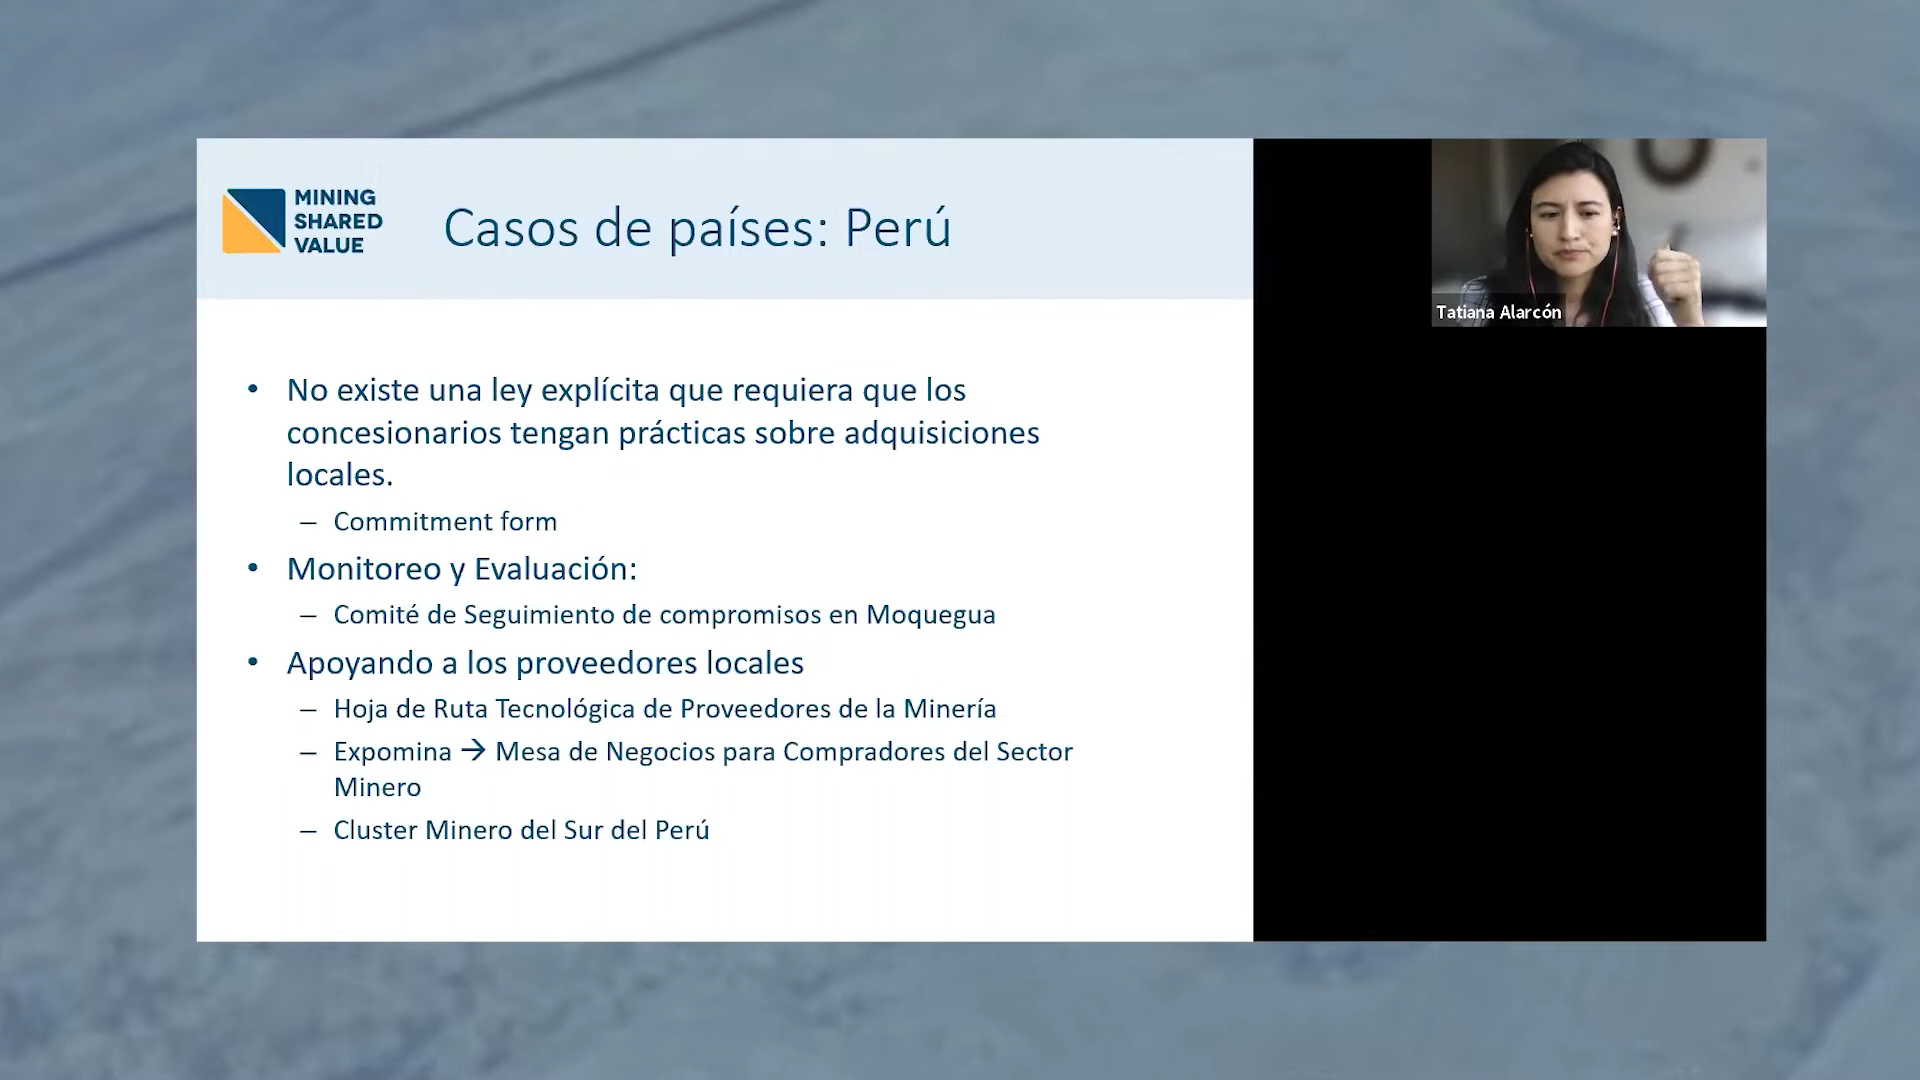 MINING
SHARED
VALUE
Casos de países: Perú
Tatiana Alarcón
• No existe una ley explícita que requiera que los
concesionarios tengan prácticas sobre adquisiciones
locales.
– Commitment form
• Monitoreo y Evaluación:
– Comité de Seguimiento de compromisos en Moquegua
• Apoyando a los proveedores locales
– Hoja de Ruta Tecnológica de Proveedores de la Minería
– Expomina → Mesa de Negocios para Compradores del Sector
Minero
– Cluster Minero del Sur del Perú